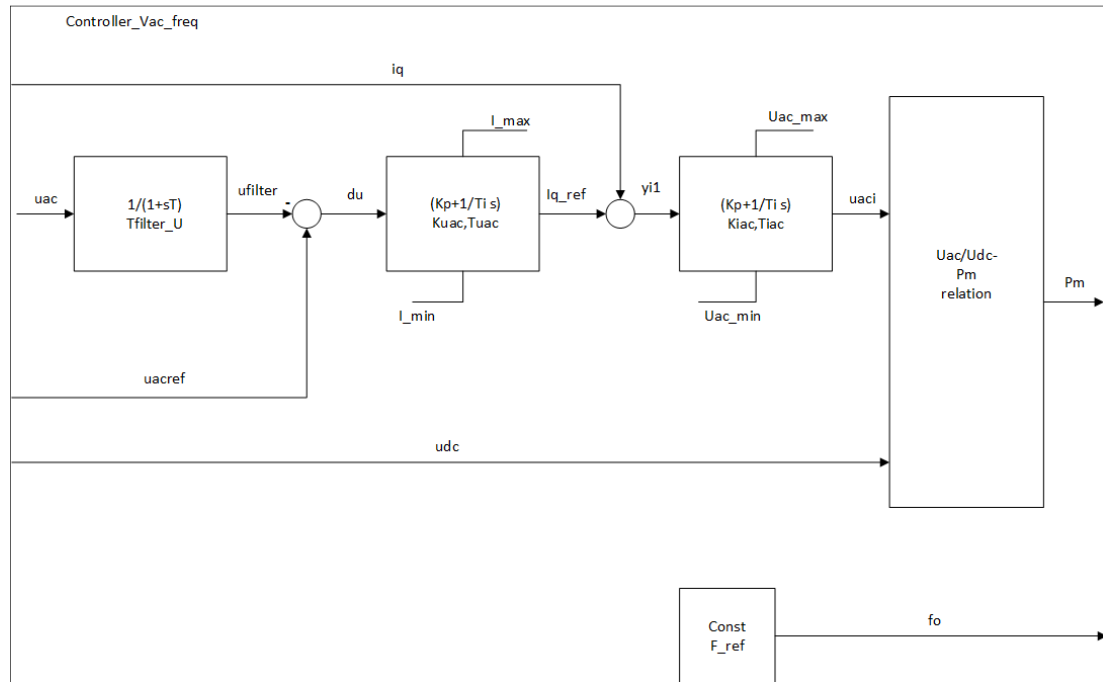 Controller_Vac_freq
iq
I_max
Uac_max
uac
1/(1+sT)
Tfilter_U
ufilter
-
du
(Kp+1/Ti s)
Kuac,Tuac
Iq_ref
yi1
(Kp+1/Ti s)
Kiac,Tiac
uaci
Uac/Udc-
Pm
relation
Pm
I_min
Uac_min
uacref
udc
Const
F_ref
fo